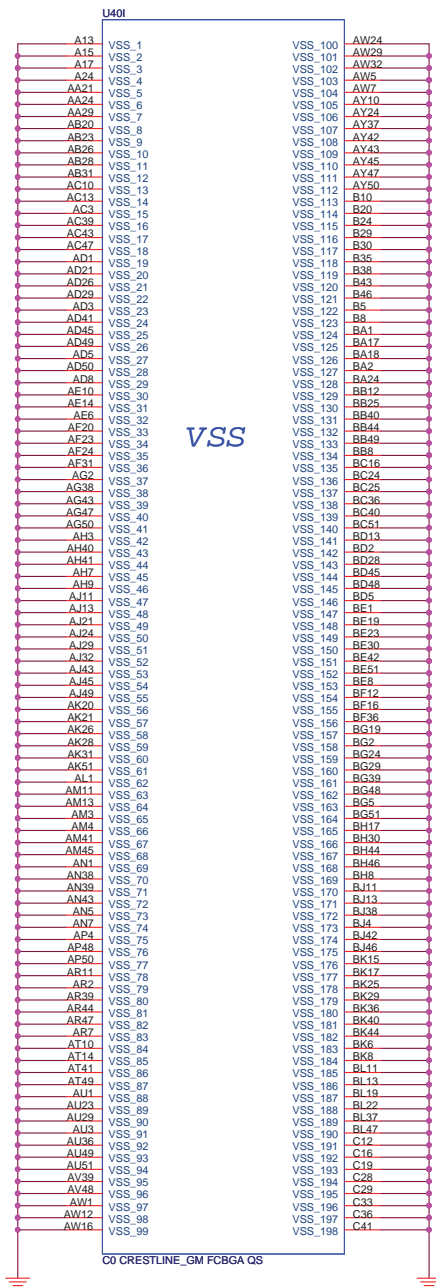 U40I
A13 VSS_1 VSS_100 AW24
A15 VSS_2 VSS_101 AW29
A17 VSS_3 VSS_102 AW32
A24 VSS_4 VSS_103 AW5
AA21 VSS_5 VSS_104 AW7
AA24 VSS_6 VSS_105 AY10
AA29 VSS_7 VSS_106 AY24
AB20 VSS_8 VSS_107 AY37
AB23 VSS_9 VSS_108 AY42
AB26 VSS_10 VSS_109 AY43
AB28 VSS_11 VSS_110 AY45
AB31 VSS_12 VSS_111 AY47
AC10 VSS_13 VSS_112 AY50
AC13 VSS_14 VSS_113 B10
AC3 VSS_15 VSS_114 B20
AC39 VSS_16 VSS_115 B24
AC43 VSS_17 VSS_116 B29
AC47 VSS_18 VSS_117 B30
AD1 VSS_19 VSS_118 B35
AD21 VSS_20 VSS_119 B38
AD26 VSS_21 VSS_120 B43
AD29 VSS_22 VSS_121 B46
AD3 VSS_23 VSS_122 B5
AD41 VSS_24 VSS_123 B8
AD45 VSS_25 VSS_124 BA1
AD49 VSS_26 VSS_125 BA17
AD5 VSS_27 VSS_126 BA18
AD50 VSS_28 VSS_127 BA2
AD8 VSS_29 VSS_128 BA24
AE10 VSS_30 VSS_129 BB12
AE14 VSS_31 VSS_130 BB25
AE6 VSS_32 VSS_131 BB40
AF20 VSS_33 VSS_132 BB44
VSS
AF23 VSS_34 VSS_133 BB49
AF24 VSS_35 VSS_134 BB8
AF31 VSS_36 VSS_135 BC16
AG2 VSS_37 VSS_136 BC24
AG38 VSS_38 VSS_137 BC25
AG43 VSS_39 VSS_138 BC36
AG47 VSS_40 VSS_139 BC40
AG50 VSS_41 VSS_140 BC51
AH3 VSS_42 VSS_141 BD13
AH40 VSS_43 VSS_142 BD2
AH41 VSS_44 VSS_143 BD28
AH7 VSS_45 VSS_144 BD45
AH9 VSS_46 VSS_145 BD48
AJ11 VSS_47 VSS_146 BD5
AJ13 VSS_48 VSS_147 BE1
AJ21 VSS_49 VSS_148 BE19
AJ24 VSS_50 VSS_149 BE23
AJ29 VSS_51 VSS_150 BE30
AJ32 VSS_52 VSS_151 BE42
AJ43 VSS_53 VSS_152 BE51
AJ45 VSS_54 VSS_153 BE8
AJ49 VSS_55 VSS_154 BF12
AK20 VSS_56 VSS_155 BF16
AK21 VSS_57 VSS_156 BF36
AK26 VSS_58 VSS_157 BG19
AK28 VSS_59 VSS_158 BG2
AK31 VSS_60 VSS_159 BG24
AK51 VSS_61 VSS_160 BG29
AL1 VSS_62 VSS_161 BG39
AM11 VSS_63 VSS_162 BG48
AM13 VSS_64 VSS_163 BG5
AM3 VSS_65 VSS_164 BG51
AM4 VSS_66 VSS_165 BH17
AM41 VSS_67 VSS_166 BH30
AM45 VSS_68 VSS_167 BH44
AN1 VSS_69 VSS_168 BH46
AN38 VSS_70 VSS_169 BH8
AN39 VSS_71 VSS_170 BJ11
AN43 VSS_72 VSS_171 BJ13
AN5 VSS_73 VSS_172 BJ38
AN7 VSS_74 VSS_173 BJ4
AP4 VSS_75 VSS_174 BJ42
AP48 VSS_76 VSS_175 BJ46
AP50 VSS_77 VSS_176 BK15
AR11 VSS_78 VSS_177 BK17
AR2 VSS_79 VSS_178 BK25
AR39 VSS_80 VSS_179 BK29
AR44 VSS_81 VSS_180 BK36
AR47 VSS_82 VSS_181 BK40
AR7 VSS_83 VSS_182 BK44
AT10 VSS_84 VSS_183 BK6
AT14 VSS_85 VSS_184 BK8
AT41 VSS_86 VSS_185 BL11
AT49 VSS_87 VSS_186 BL13
AU1 VSS_88 VSS_187 BL19
AU23 VSS_89 VSS_188 BL22
AU29 VSS_90 VSS_189 BL37
AU3 VSS_91 VSS_190 BL47
AU36 VSS_92 VSS_191 C12
AU49 VSS_93 VSS_192 C16
AU51 VSS_94 VSS_193 C19
AV39 VSS_95 VSS_194 C28
AV48 VSS_96 VSS_195 C29
AW1 VSS_97 VSS_196 C33
AW12 VSS_98 VSS_197 C36
AW16 VSS_99 VSS_198 C41
C0 CRESTLINE_GM FCBGA QS